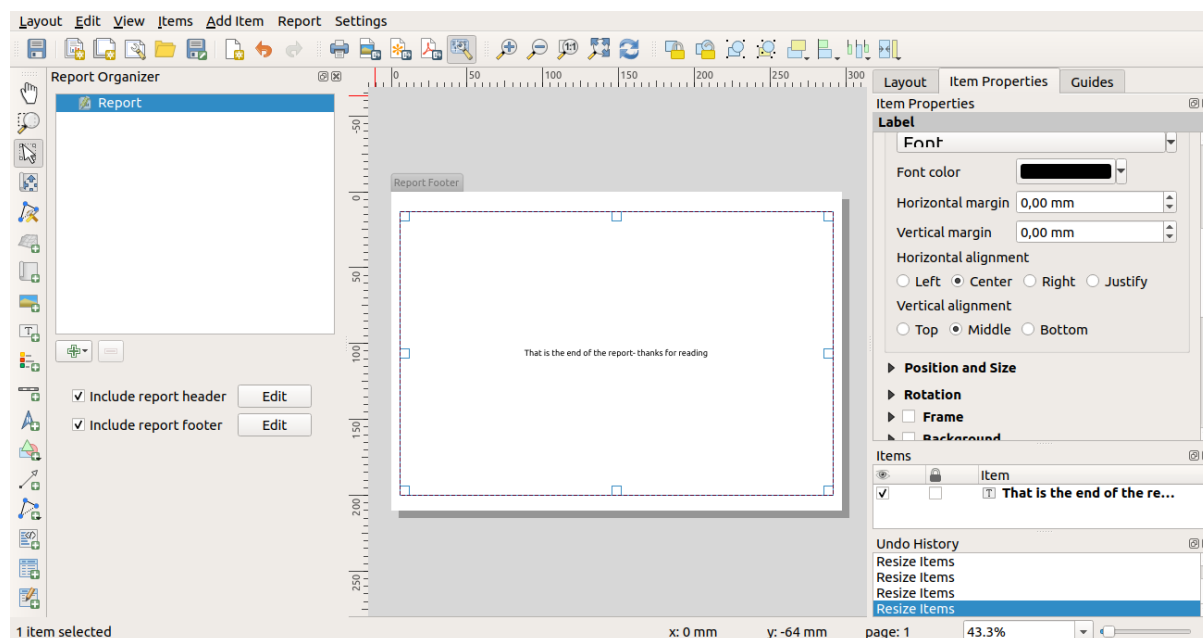 Layout Edit View Items Add Item Report Settings
Report Organizer
Report
Include report header Edit
Include report footer Edit
0 50 100 150 200 250 300
-50
0
50
100
150
200
250
Report Footer
That is the end of the report- thanks for reading
Layout Item Properties Guides
Item Properties
Label
Font
Font color
Horizontal margin 0,00 mm
Vertical margin 0,00 mm
Horizontal alignment
Left Center Right Justify
Vertical alignment
Top Middle Bottom
Position and Size
Rotation
Frame
Background
Items
Item
T That is the end of the re...
Undo History
Resize Items
Resize Items
Resize Items
Resize Items
1 item selected x: 0 mm y: -64 mm page: 1 43.3%